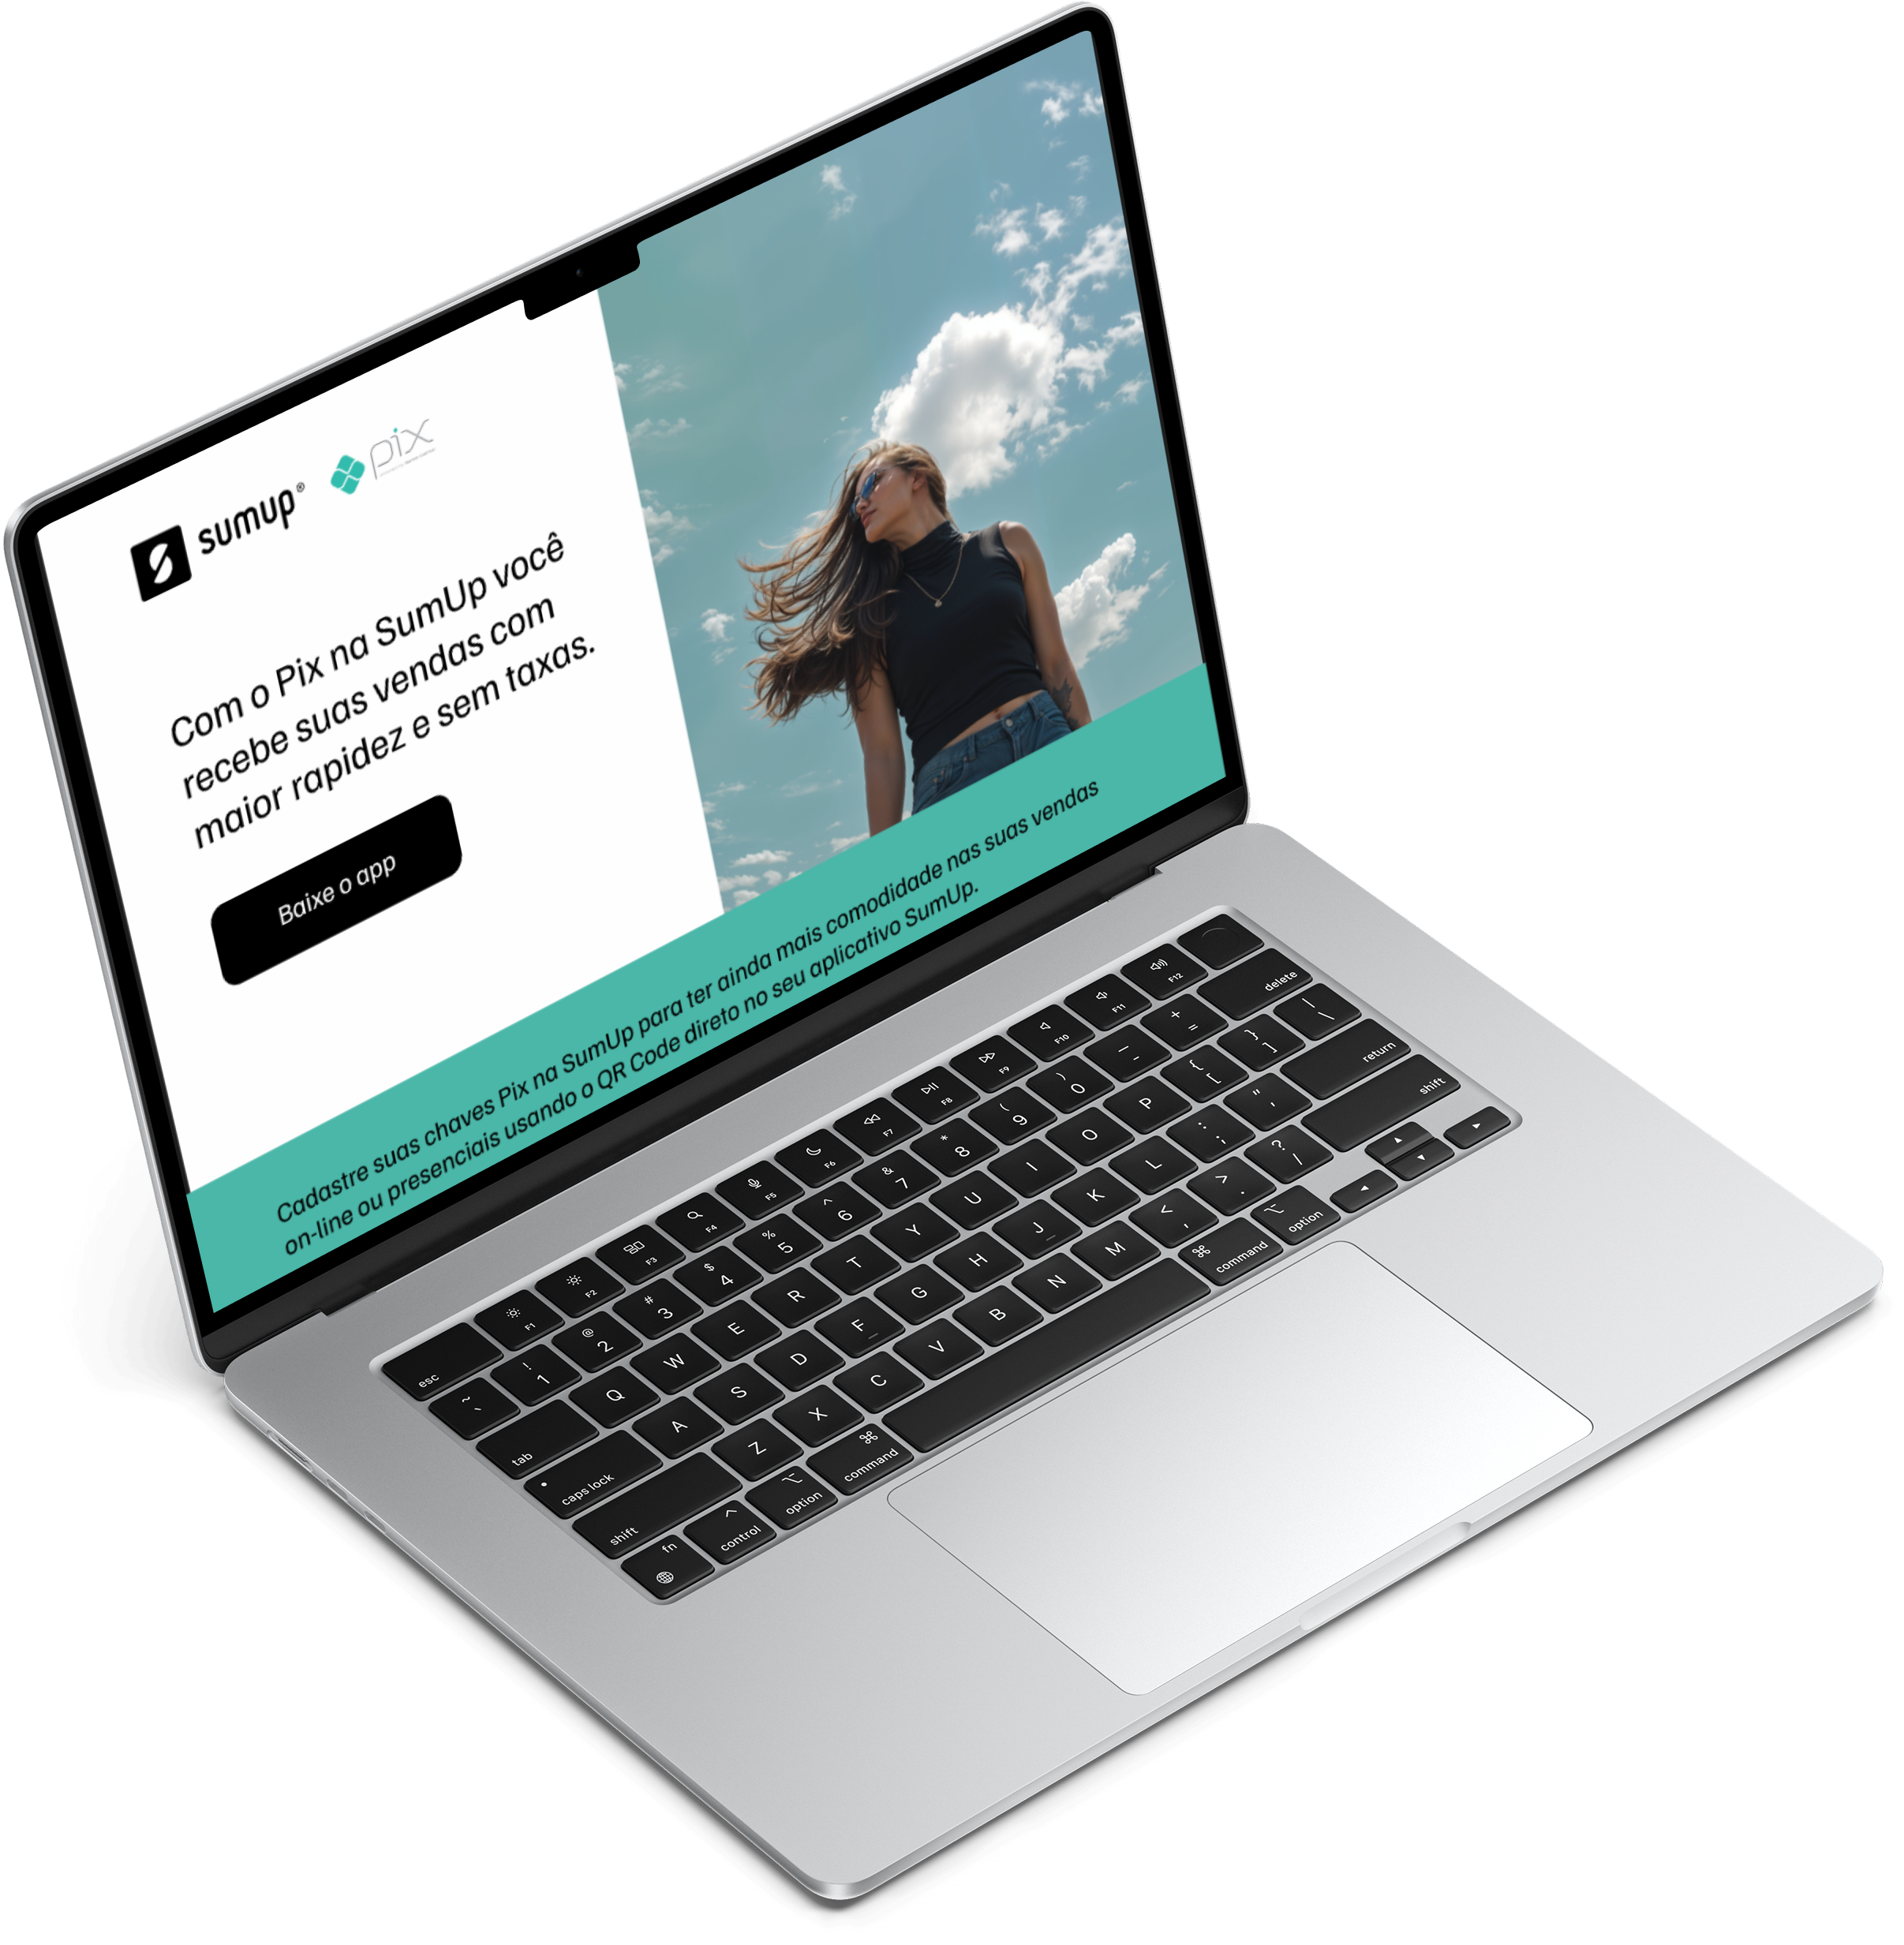 sumup®
pix
Com o Pix na SumUp você
recebe suas vendas com
maior rapidez e sem taxas.
Baixe o app
Cadastre suas chaves Pix na SumUp para ter ainda mais comodidade nas suas vendas
on-line ou presenciais usando o QR Code direto no seu aplicativo SumUp.
esc F1 F2 F3 F4 F5 F6 F7 F8 F9 F10 F11 F12
~ ` ! 1 @ 2 # 3 $ 4 % 5 ^ 6 & 7 * 8 ( 9 ) 0 — - + = delete
tab Q W E R T Y U I O P { [ } ] | \
caps lock A S D F G H J K L : ; " ' return
shift Z X C V B N M < , > . ? / shift
fn control option ⌘ command ⌘ command option